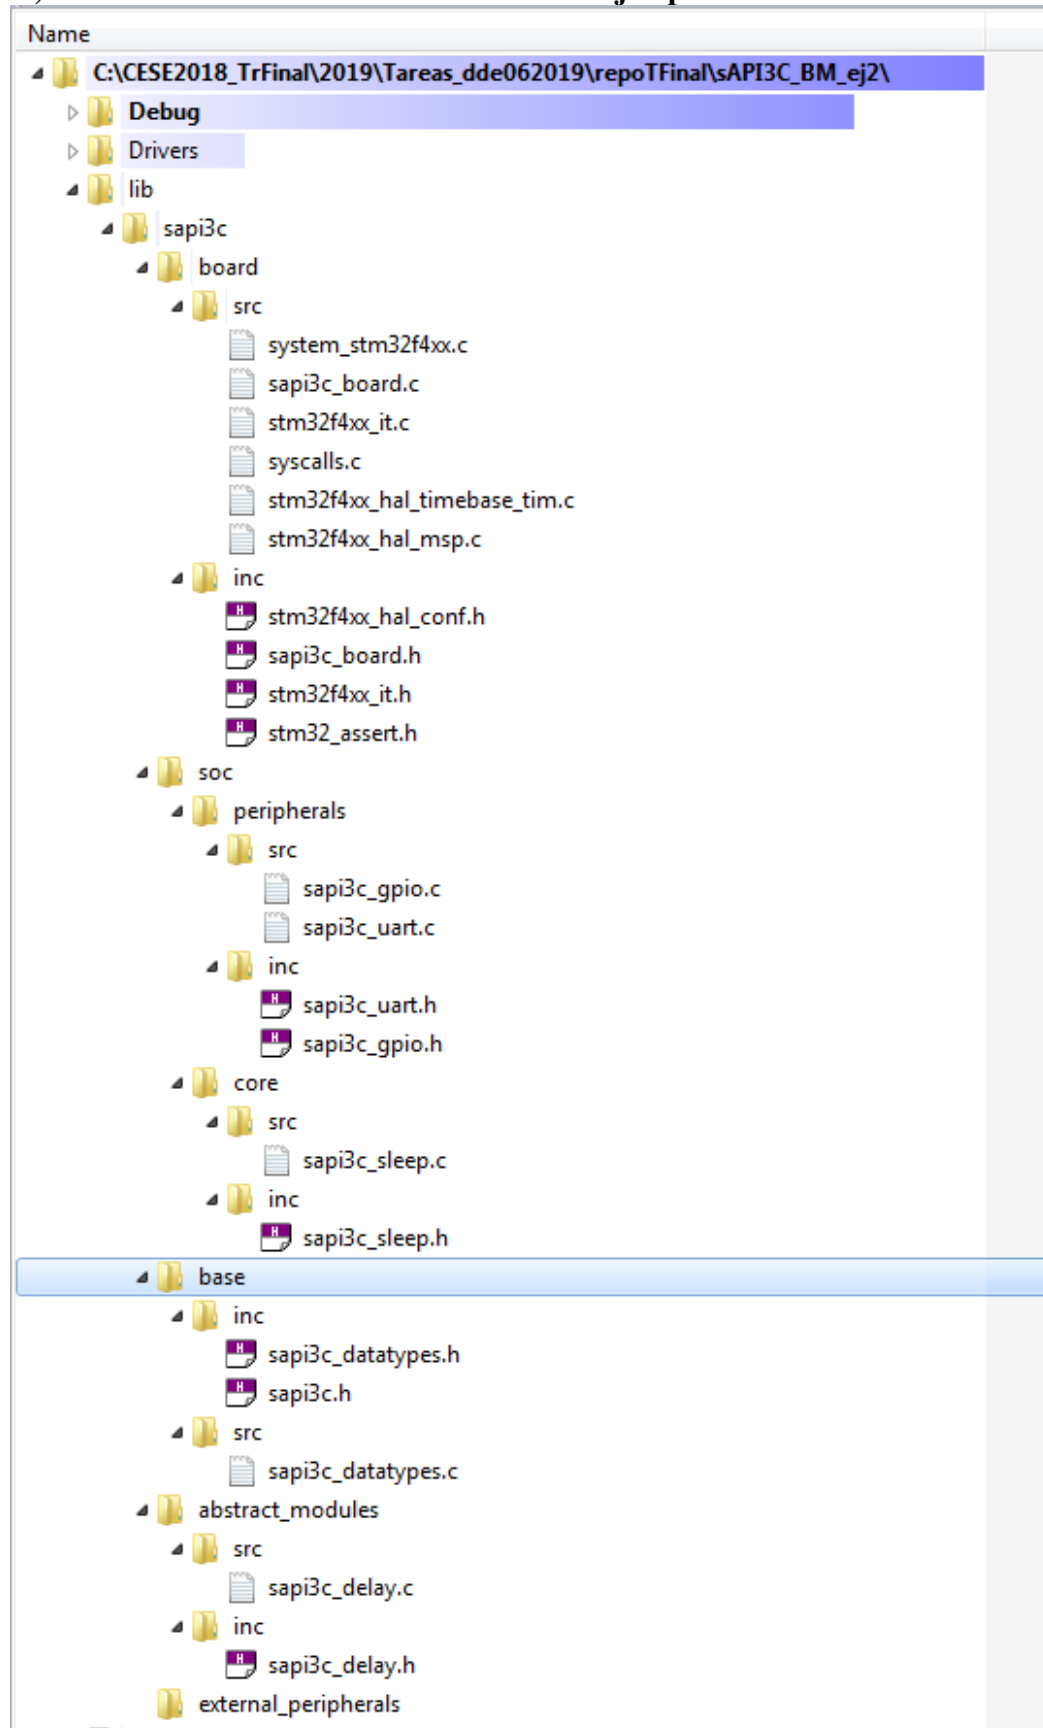 Name
C:\CESE2018_TrFinal\2019\Tareas_dde062019\repoTFinal\sAPI3C_BM_ej2\
Debug
Drivers
lib
sapi3c
board
src
system_stm32f4xx.c
sapi3c_board.c
stm32f4xx_it.c
syscalls.c
stm32f4xx_hal_timebase_tim.c
stm32f4xx_hal_msp.c
inc
stm32f4xx_hal_conf.h
sapi3c_board.h
stm32f4xx_it.h
stm32_assert.h
soc
peripherals
src
sapi3c_gpio.c
sapi3c_uart.c
inc
sapi3c_uart.h
sapi3c_gpio.h
core
src
sapi3c_sleep.c
inc
sapi3c_sleep.h
base
inc
sapi3c_datatypes.h
sapi3c.h
src
sapi3c_datatypes.c
abstract_modules
src
sapi3c_delay.c
inc
sapi3c_delay.h
external_peripherals